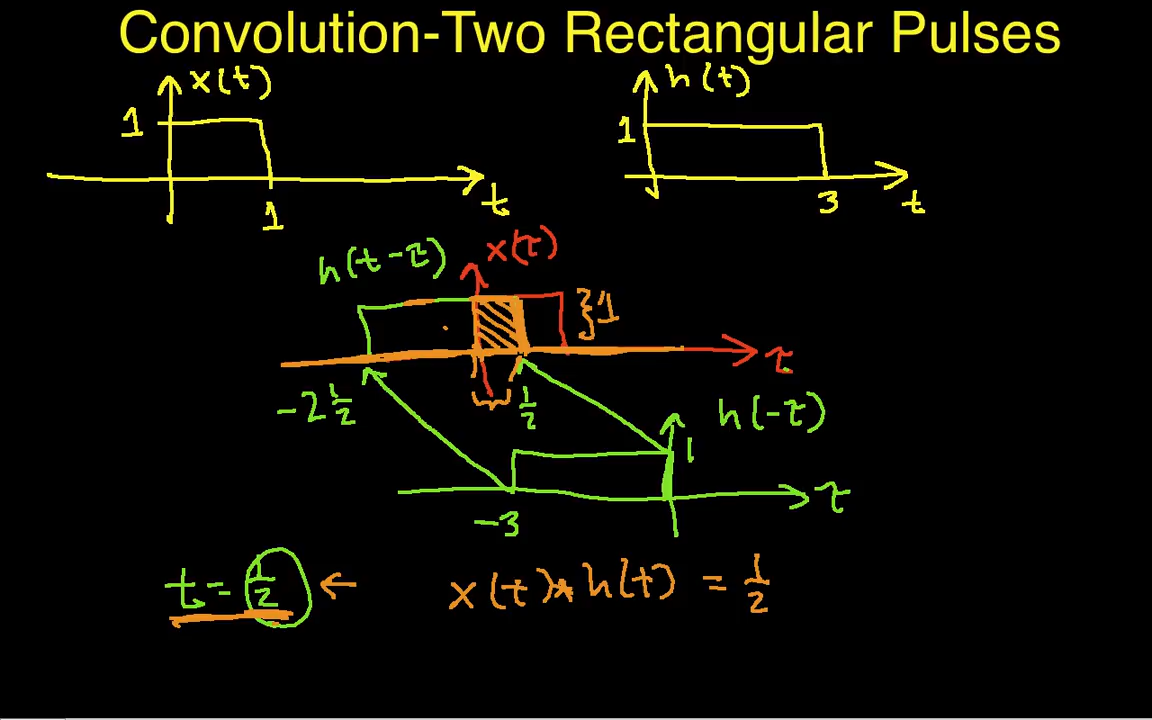 Convolution-Two Rectangular Pulses
x(t) h(t)
1 1
1 t 3 t
h(t-τ) x(τ)
}1
τ
-2 1/2 1/2 h(-τ)
1
τ
-3
t = 1/2 ← x(t) * h(t) = 1/2